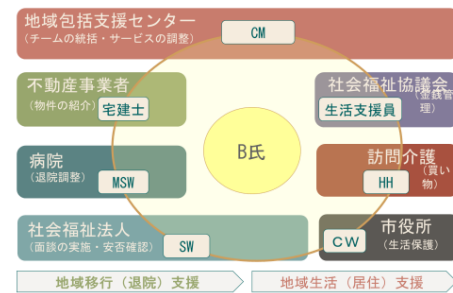 地域包括支援センター
(チームの統括・サービスの調整)
CM
不動産事業者
(物件の紹介)
宅建士
社会福祉協議会
(金銭管理)
生活支援員
B氏
病院
(退院調整)
MSW
訪問介護
(買い物)
HH
社会福祉法人
(面談の実施・安否確認)
SW
市役所
(生活保護)
CW
地域移行（退院）支援
地域生活（居住）支援